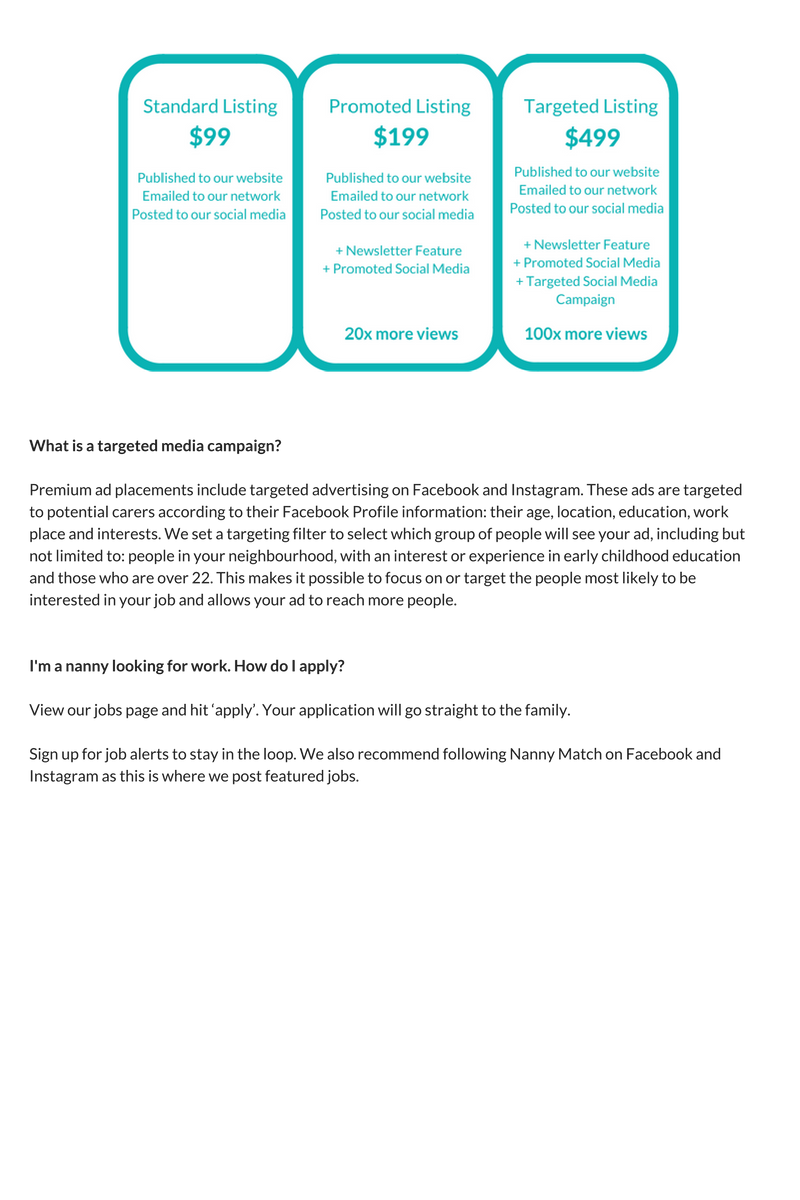 Standard Listing
$99
Published to our website
Emailed to our network
Posted to our social media
Promoted Listing
$199
Published to our website
Emailed to our network
Posted to our social media
+ Newsletter Feature
+ Promoted Social Media
20x more views
Targeted Listing
$499
Published to our website
Emailed to our network
Posted to our social media
+ Newsletter Feature
+ Promoted Social Media
+ Targeted Social Media
Campaign
100x more views
What is a targeted media campaign?
Premium ad placements include targeted advertising on Facebook and Instagram. These ads are targeted
to potential carers according to their Facebook Profile information: their age, location, education, work
place and interests. We set a targeting filter to select which group of people will see your ad, including but
not limited to: people in your neighbourhood, with an interest or experience in early childhood education
and those who are over 22. This makes it possible to focus on or target the people most likely to be
interested in your job and allows your ad to reach more people.
I'm a nanny looking for work. How do I apply?
View our jobs page and hit ‘apply’. Your application will go straight to the family.
Sign up for job alerts to stay in the loop. We also recommend following Nanny Match on Facebook and
Instagram as this is where we post featured jobs.